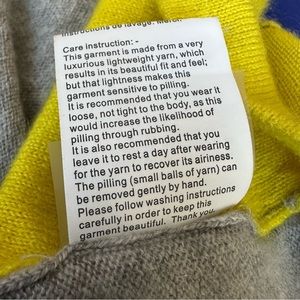 instructions de lavage. Merci.
Care instruction: -
This garment is made from a very
luxurious lightweight yarn, which
results in its beautiful fit and feel;
but that lightness makes this
garment sensitive to pilling.
It is recommended that you wear it
loose, not tight to the body, as this
would increase the likelihood of
pilling through rubbing.
It is also recommended that you
leave it to rest a day after wearing
for the yarn to recover its airiness.
The pilling (small balls of yarn) can
be removed gently by hand.
Please follow washing instructions
carefully in order to keep this
garment beautiful. Thank you.